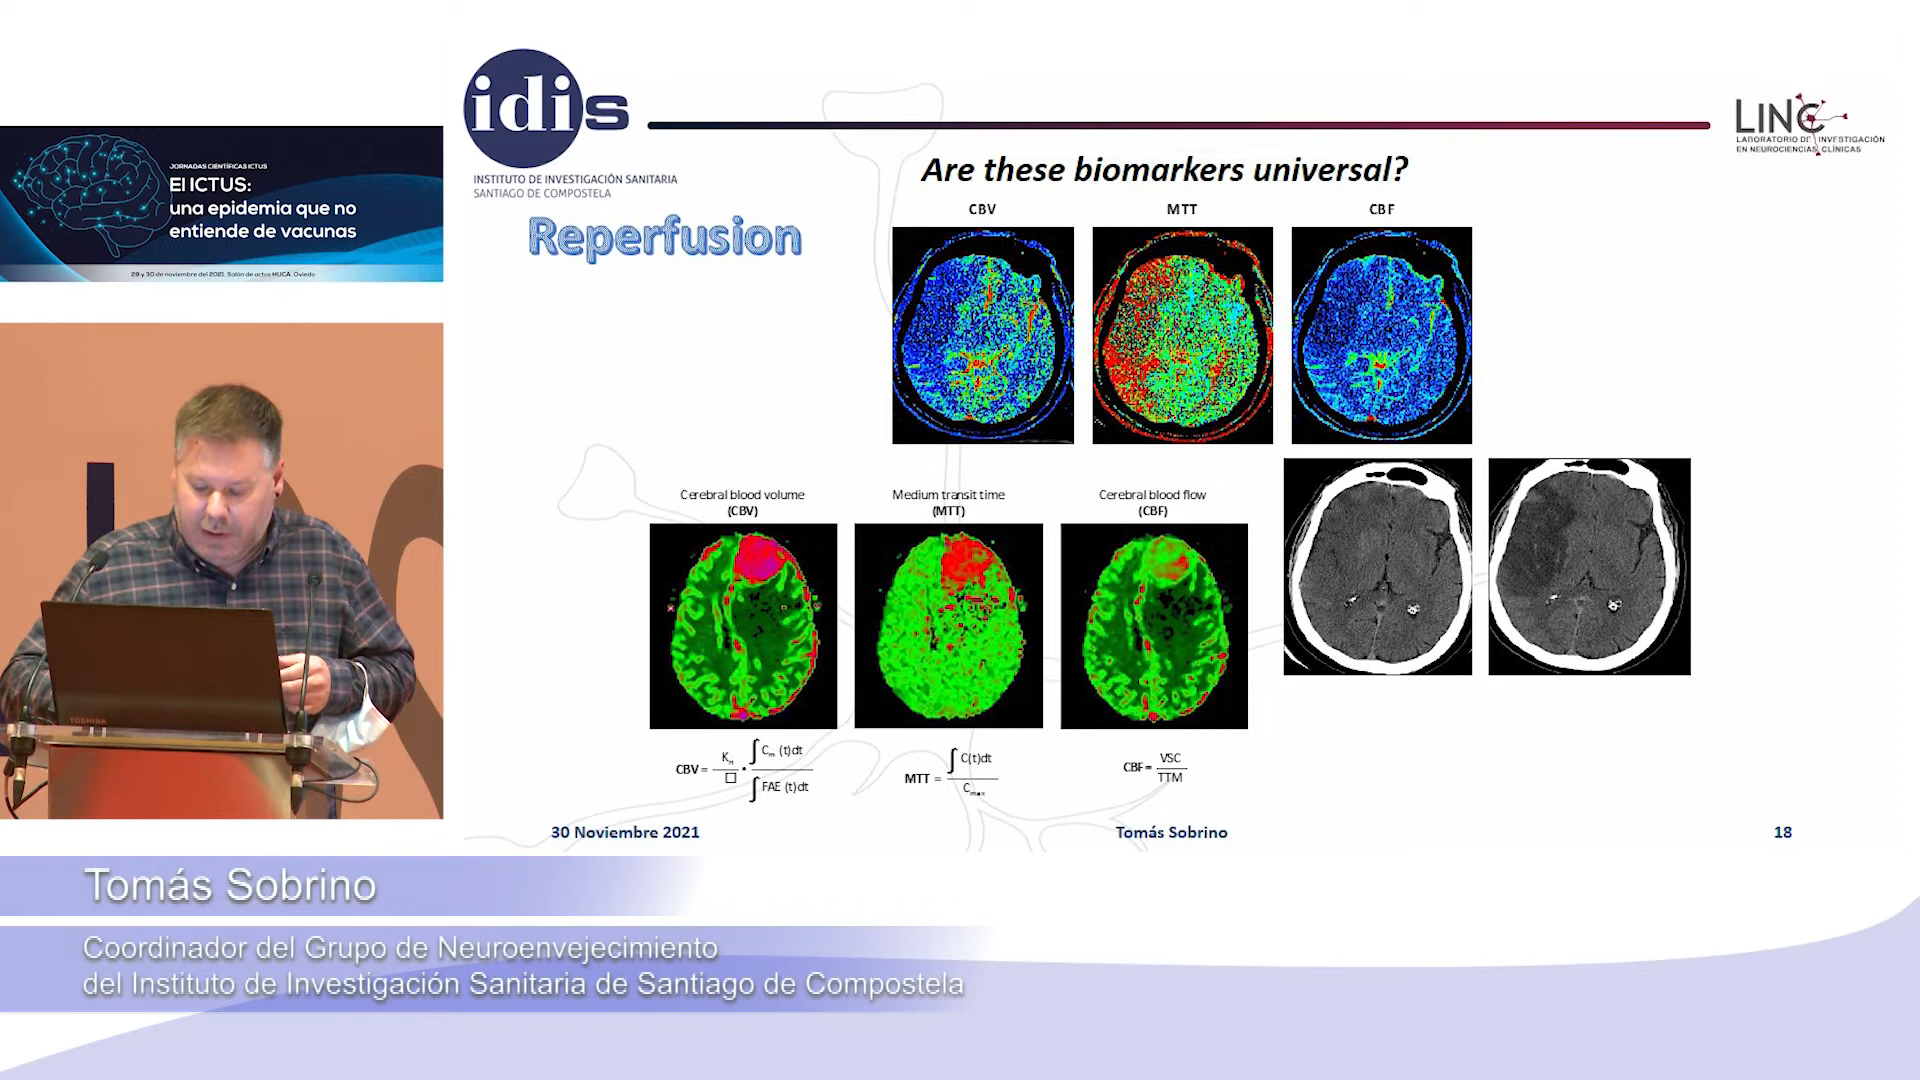 JORNADAS CIENTÍFICAS ICTUS
El ICTUS:
una epidemia que no
entiende de vacunas
29 y 30 de noviembre del 2021. Salón de actos HUCA. Oviedo
TOSHIBA
idis
INSTITUTO DE INVESTIGACIÓN SANITARIA
SANTIAGO DE COMPOSTELA
LINC
LABORATORIO DE INVESTIGACIÓN
EN NEUROCIENCIAS CLÍNICAS
Are these biomarkers universal?
Reperfusion
CBV MTT CBF
Cerebral blood volume
(CBV)
Medium transit time
(MTT)
Cerebral blood flow
(CBF)
CBV = K_H / □ · ∫ C_m (t)dt / ∫ FAE (t)dt
MTT = ∫ C(t)dt / C_max
CBF = VSC / TTM
30 Noviembre 2021 Tomás Sobrino 18
Tomás Sobrino
Coordinador del Grupo de Neuroenvejecimiento
del Instituto de Investigación Sanitaria de Santiago de Compostela